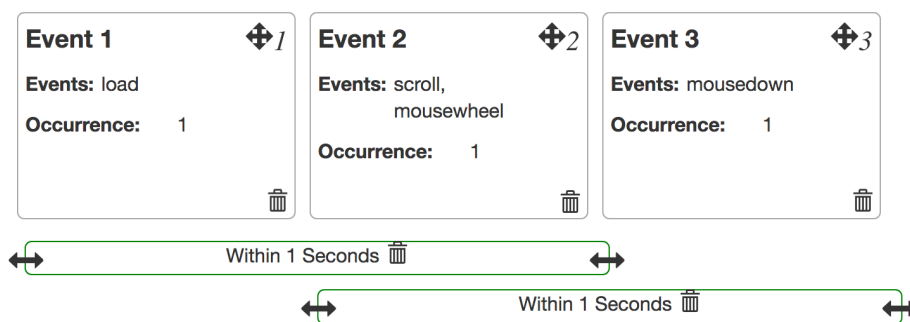 Event 1 1
Events: load
Occurrence: 1
Event 2 2
Events: scroll,
mousewheel
Occurrence: 1
Event 3 3
Events: mousedown
Occurrence: 1
Within 1 Seconds
Within 1 Seconds